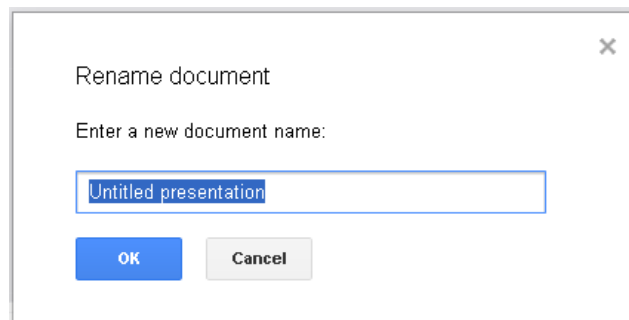 Rename document
Enter a new document name:
Untitled presentation
OK Cancel